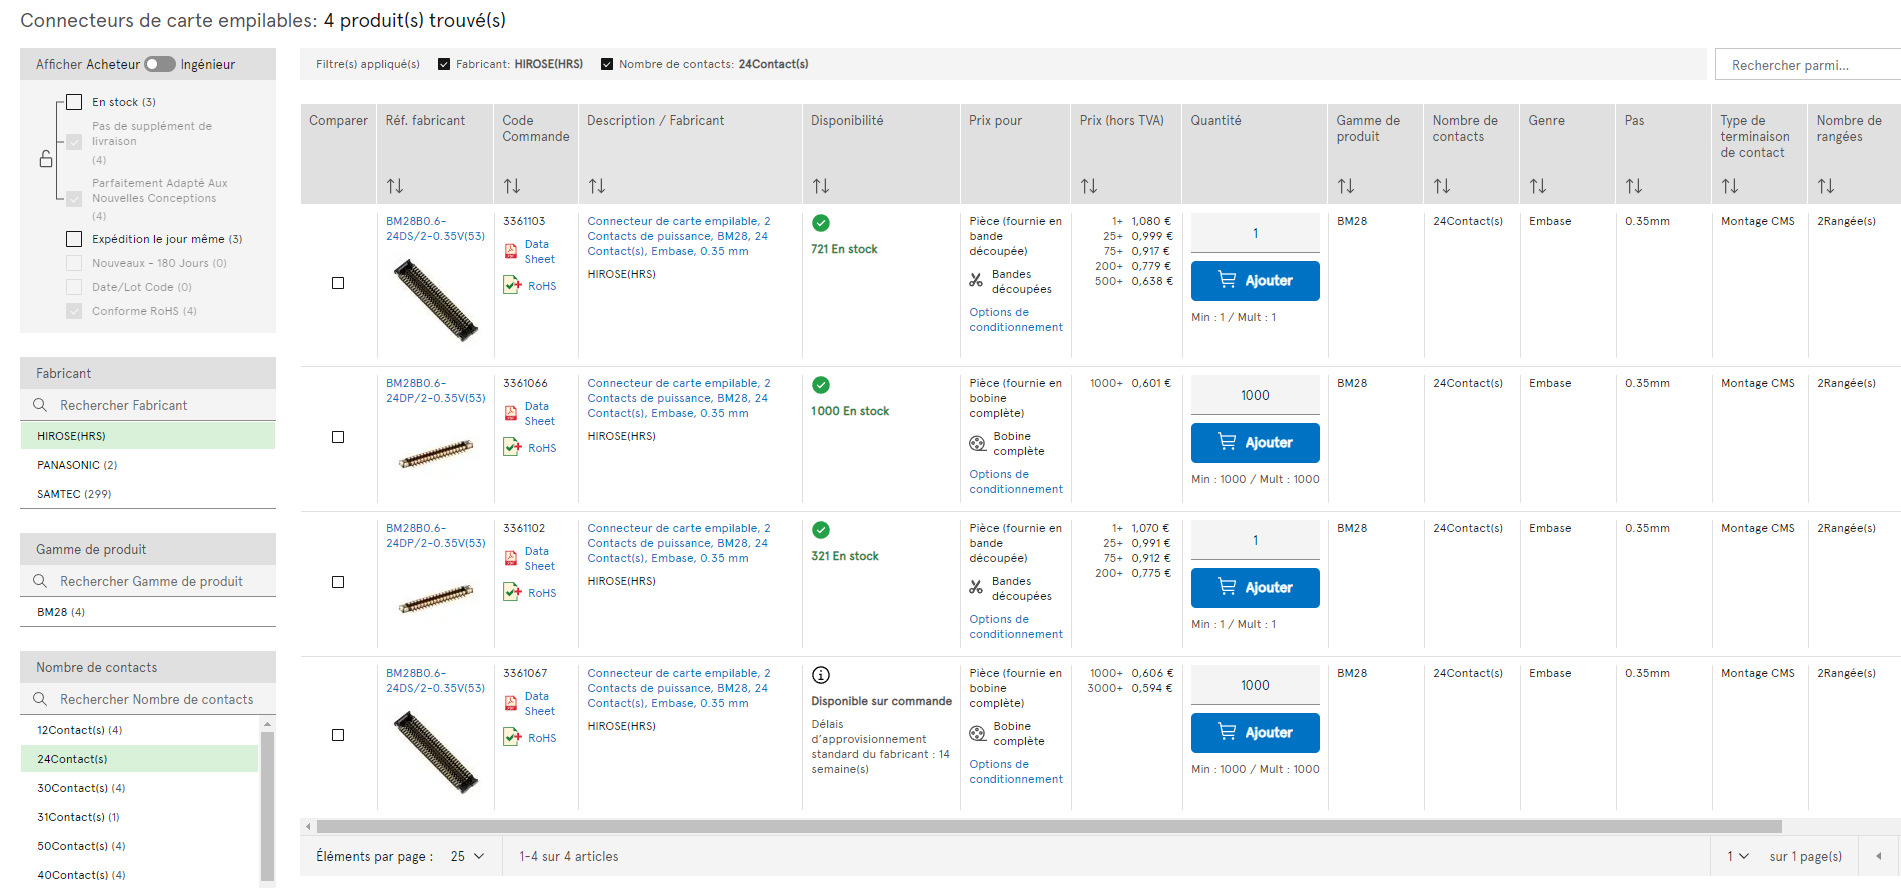 Connecteurs de carte empilables: 4 produit(s) trouvé(s)
Afficher Acheteur Ingénieur
En stock (3)
Pas de supplément de
livraison
(4)
Parfaitement Adapté Aux
Nouvelles Conceptions
(4)
Expédition le jour même (3)
Nouveaux - 180 Jours (0)
Date/Lot Code (0)
Conforme RoHS (4)
Fabricant
Rechercher Fabricant
HIROSE(HRS)
PANASONIC (2)
SAMTEC (299)
Gamme de produit
Rechercher Gamme de produit
BM28 (4)
Nombre de contacts
Rechercher Nombre de contacts
12Contact(s) (4)
24Contact(s)
30Contact(s) (4)
31Contact(s) (1)
50Contact(s) (4)
40Contact(s) (4)
Filtre(s) appliqué(s) Fabricant: HIROSE(HRS) Nombre de contacts: 24Contact(s)
Rechercher parmi...
Comparer
Réf. fabricant
Code
Commande
Description / Fabricant
Disponibilité
Prix pour
Prix (hors TVA)
Quantité
Gamme de
produit
Nombre de
contacts
Genre
Pas
Type de
terminaison
de contact
Nombre de
rangées
BM28B0.6-
24DS/2-0.35V(53)
3361103
Data
Sheet
RoHS
Connecteur de carte empilable, 2
Contacts de puissance, BM28, 24
Contact(s), Embase, 0.35 mm
HIROSE(HRS)
721 En stock
Pièce (fournie en
bande
découpée)
Bandes
découpées
Options de
conditionnement
1+ 1,080 €
25+ 0,999 €
75+ 0,917 €
200+ 0,779 €
500+ 0,638 €
1
Ajouter
Min : 1 / Mult : 1
BM28
24Contact(s)
Embase
0.35mm
Montage CMS
2Rangée(s)
BM28B0.6-
24DP/2-0.35V(53)
3361066
Data
Sheet
RoHS
Connecteur de carte empilable, 2
Contacts de puissance, BM28, 24
Contact(s), Embase, 0.35 mm
HIROSE(HRS)
1000 En stock
Pièce (fournie en
bobine
complète)
Bobine
complète
Options de
conditionnement
1000+ 0,601 €
1000
Ajouter
Min : 1000 / Mult : 1000
BM28
24Contact(s)
Embase
0.35mm
Montage CMS
2Rangée(s)
BM28B0.6-
24DP/2-0.35V(53)
3361102
Data
Sheet
RoHS
Connecteur de carte empilable, 2
Contacts de puissance, BM28, 24
Contact(s), Embase, 0.35 mm
HIROSE(HRS)
321 En stock
Pièce (fournie en
bande
découpée)
Bandes
découpées
Options de
conditionnement
1+ 1,070 €
25+ 0,991 €
75+ 0,912 €
200+ 0,775 €
1
Ajouter
Min : 1 / Mult : 1
BM28
24Contact(s)
Embase
0.35mm
Montage CMS
2Rangée(s)
BM28B0.6-
24DS/2-0.35V(53)
3361067
Data
Sheet
RoHS
Connecteur de carte empilable, 2
Contacts de puissance, BM28, 24
Contact(s), Embase, 0.35 mm
HIROSE(HRS)
Disponible sur commande
Délais
d'approvisionnement
standard du fabricant : 14
semaine(s)
Pièce (fournie en
bobine
complète)
Bobine
complète
Options de
conditionnement
1000+ 0,606 €
3000+ 0,594 €
1000
Ajouter
Min : 1000 / Mult : 1000
BM28
24Contact(s)
Embase
0.35mm
Montage CMS
2Rangée(s)
Éléments par page : 25 1-4 sur 4 articles
1 sur 1 page(s)